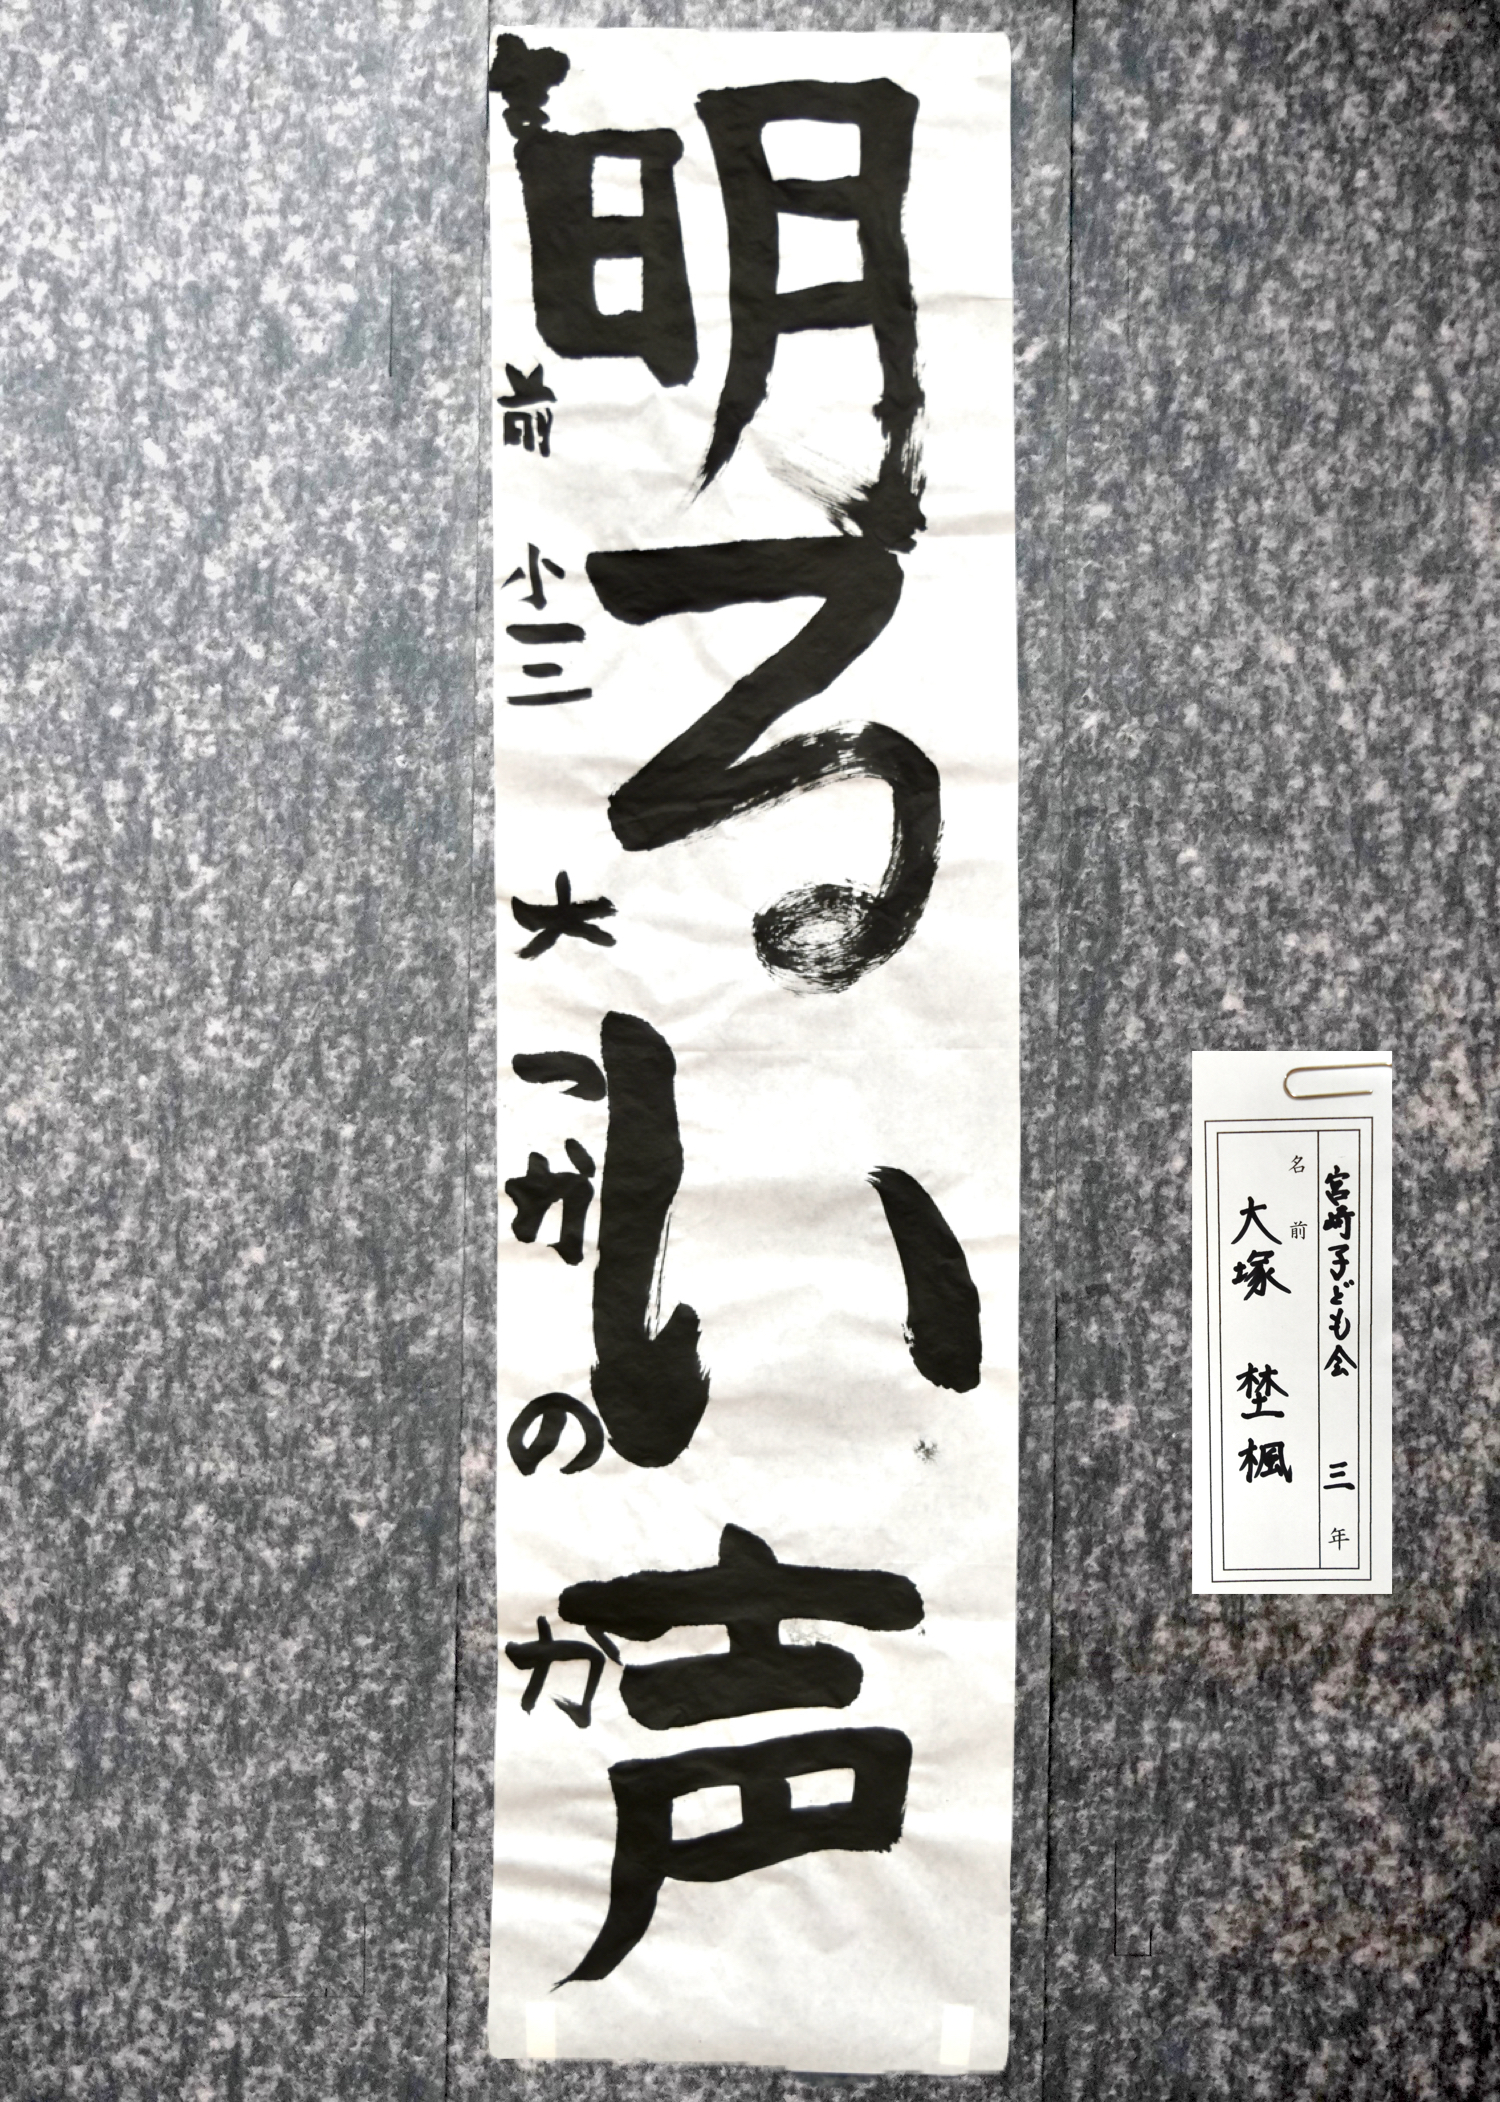 明るい声
前小三 大つかのか
宮崎子ども会 三年
名前 大塚 埜楓